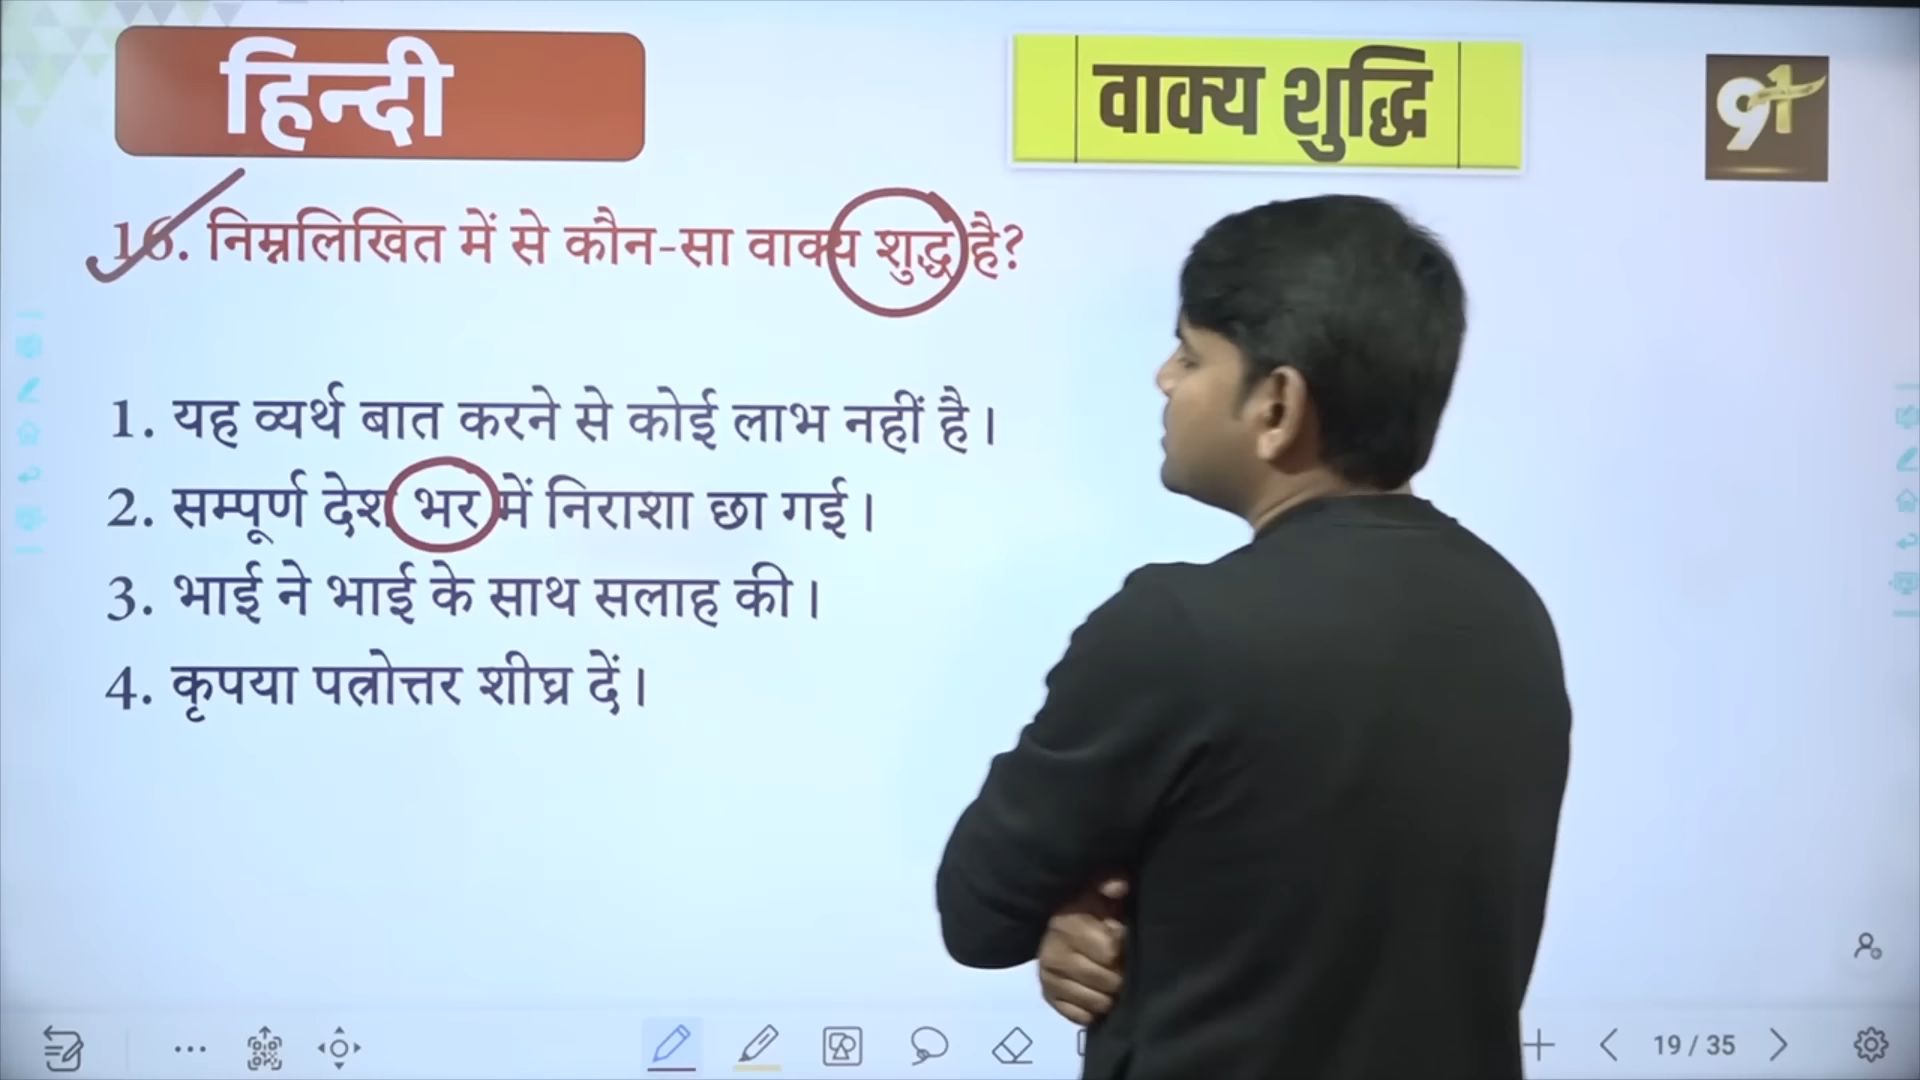 हिन्दी
वाक्य शुद्धि
91
16. निम्नलिखित में से कौन-सा वाक्य शुद्ध है?
1. यह व्यर्थ बात करने से कोई लाभ नहीं है।
2. सम्पूर्ण देश भर में निराशा छा गई।
3. भाई ने भाई के साथ सलाह की।
4. कृपया पत्रोत्तर शीघ्र दें।
19 / 35